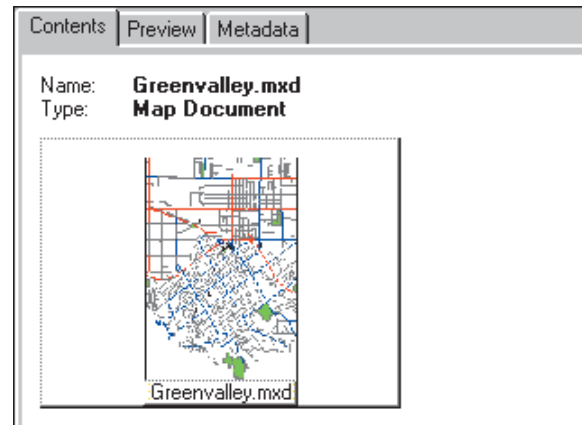 Contents Preview Metadata
Name: Greenvalley.mxd
Type: Map Document
Greenvalley.mxd